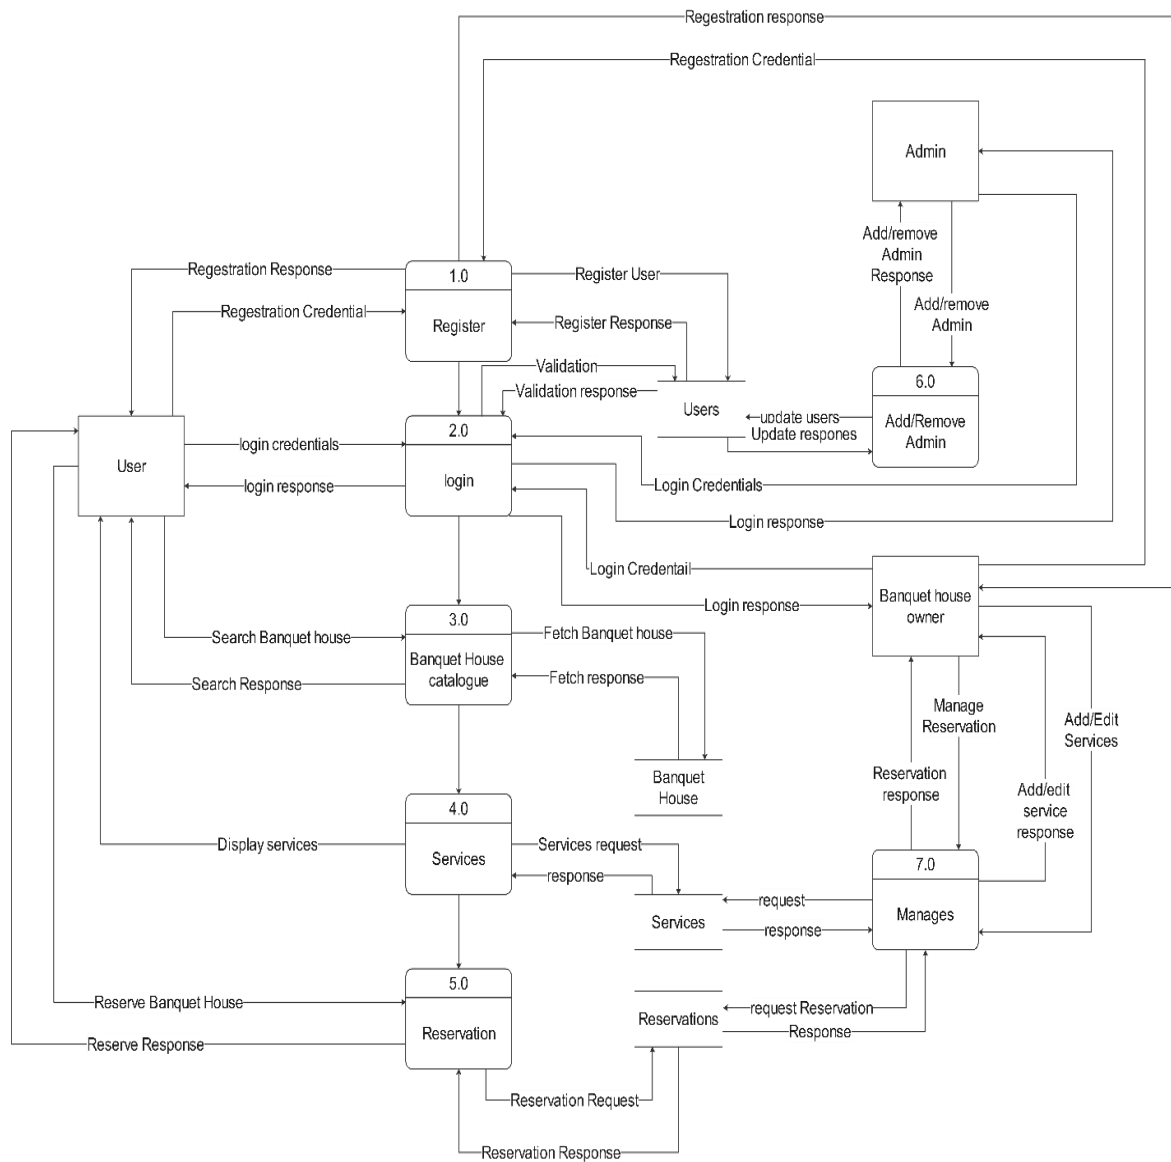 Regestration response
Regestration Credential
Admin
Add/remove
Admin
Response
Add/remove
Admin
Regestration Response
1.0
Register User
Regestration Credential
Register
Register Response
Validation
Validation response
Users
6.0
update users
Update respones
Add/Remove
Admin
2.0
login credentials
User
login
login response
Login Credentials
Login response
Login Credentail
Banquet house
owner
Login response
3.0
Search Banquet house
Fetch Banquet house
Banquet House
catalogue
Search Response
Fetch response
Manage
Reservation
Add/Edit
Services
Banquet
House
Reservation
response
Add/edit
service
response
4.0
Display services
Services request
Services
response
7.0
request
Manages
Services
response
5.0
Reserve Banquet House
request Reservation
Reservation
Reservations
Response
Reserve Response
Reservation Request
Reservation Response